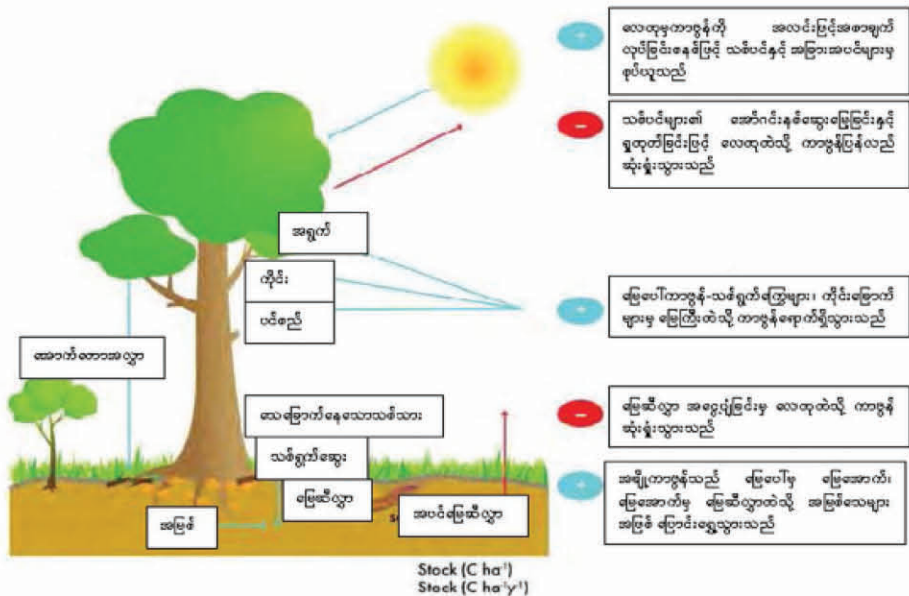 လေထုမှကာဗွန်ကို အလင်းဖြင့်အစာချက်
လုပ်ခြင်းစနစ်ဖြင့် သစ်ပင်နှင့် အခြားအပင်များမှ
စုပ်ယူသည်
သစ်ပင်များ၏ အော်ဂင်းနစ်ဆွေးမြေ့ခြင်းနှင့်
ရှူထုတ်ခြင်းဖြင့် လေထုထဲသို့ ကာဗွန်ပြန်လည်
ဆုံးရှုံးသွားသည်
အရွက်
ကိုင်း
ပင်စည်
မြေပေါ်ကာဗွန်-သစ်ရွက်ကြွေများ၊ ကိုင်းခြောက်
များမှ မြေကြီးထဲသို့ ကာဗွန်ရောက်ရှိသွားသည်
အောက်တောအလွှာ
သေခြောက်နေသောသစ်သား
သစ်ရွက်ဆွေး
မြေဆီလွှာ
မြေဆီလွှာ အငွေ့ပျံခြင်းမှ လေထုထဲသို့ ကာဗွန်
ဆုံးရှုံးသွားသည်
အမြစ်
အပင်မြေဆီလွှာ
အချို့ကာဗွန်သည် မြေပေါ်မှ မြေအောက်၊
မြေအောက်မှ မြေဆီလွှာထဲသို့ အမြစ်သေများ
အဖြစ် ပြောင်းရွှေ့သွားသည်
Stock (C ha⁻¹)
Stock (C ha⁻¹y⁻¹)